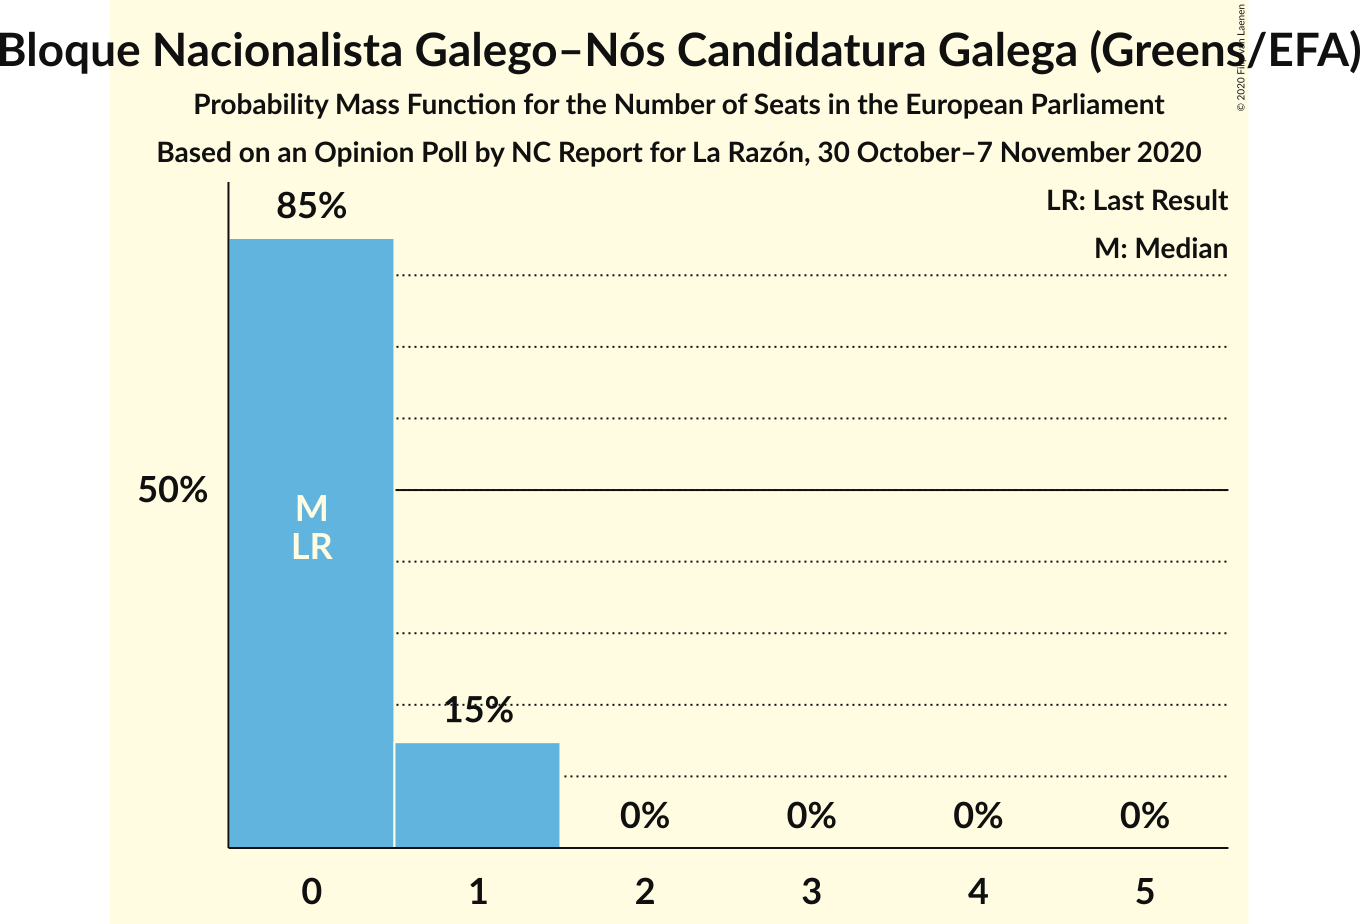 Bloque Nacionalista Galego–Nós Candidatura Galega (Greens/EFA)
Probability Mass Function for the Number of Seats in the European Parliament
Based on an Opinion Poll by NC Report for La Razón, 30 October–7 November 2020
LR: Last Result
M: Median
85%
50%
M
LR
15%
0% 0% 0% 0%
0 1 2 3 4 5
© 2020 Laenen